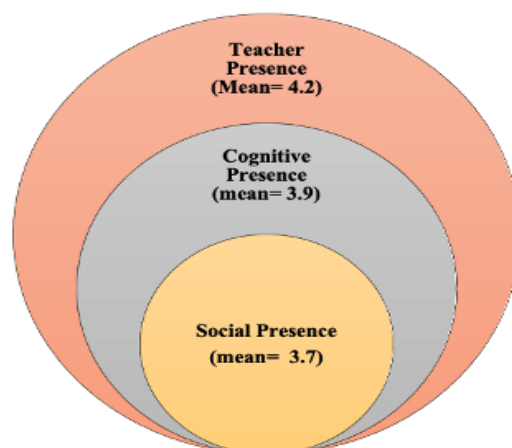 Teacher
Presence
(Mean= 4.2)
Cognitive
Presence
(mean= 3.9)
Social Presence
(mean=  3.7)